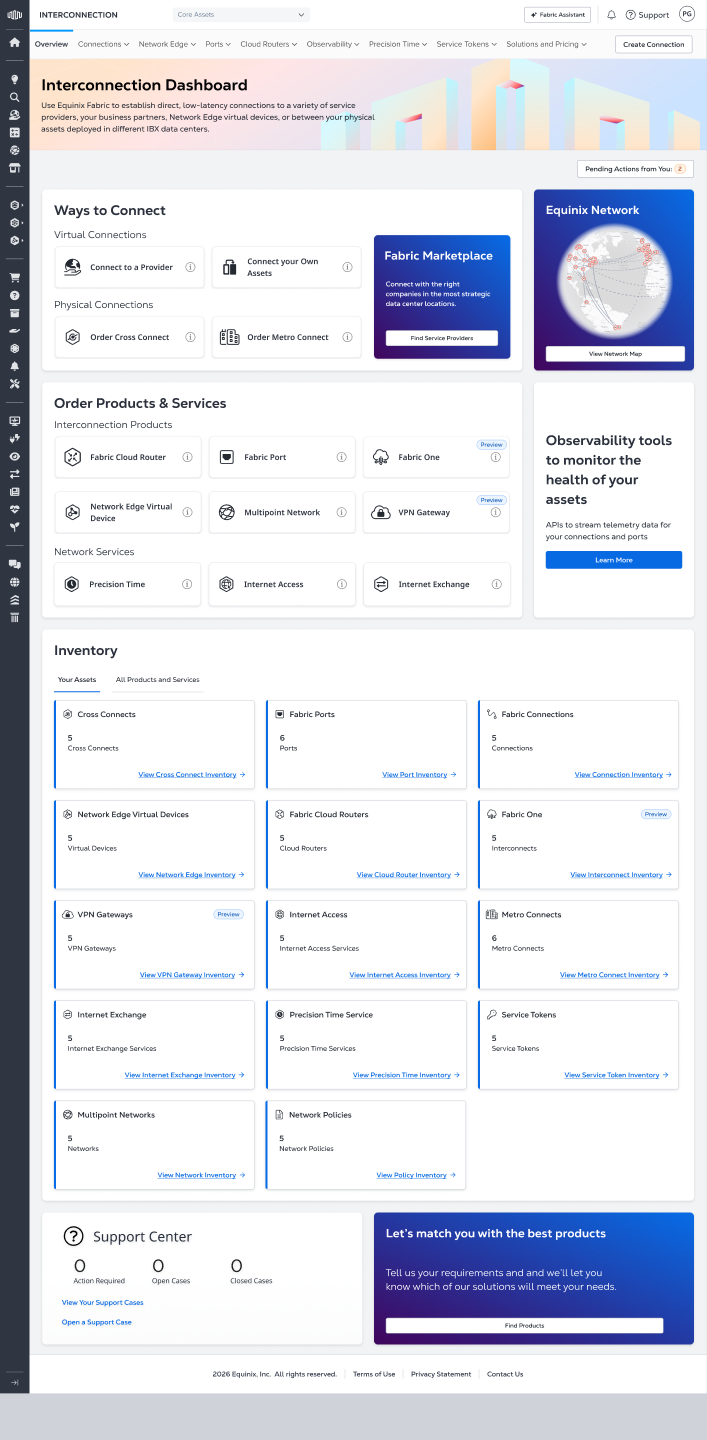 INTERCONNECTION
Core Assets
Fabric Assistant
Support
PG
Overview
Connections
Network Edge
Ports
Cloud Routers
Observability
Precision Time
Service Tokens
Solutions and Pricing
Create Connection
Interconnection Dashboard
Use Equinix Fabric to establish direct, low-latency connections to a variety of service
providers, your business partners, Network Edge virtual devices, or between your physical
assets deployed in different IBX data centers.
Pending Actions from You: 2
Ways to Connect
Virtual Connections
Connect to a Provider
Connect your Own
Assets
Physical Connections
Order Cross Connect
Order Metro Connect
Fabric Marketplace
Connect with the right
companies in the most strategic
data center locations.
Find Service Providers
Equinix Network
View Network Map
Order Products & Services
Interconnection Products
Fabric Cloud Router
Fabric Port
Preview
Fabric One
Network Edge Virtual
Device
Multipoint Network
Preview
VPN Gateway
Network Services
Precision Time
Internet Access
Internet Exchange
Observability tools
to monitor the
health of your
assets
APIs to stream telemetry data for
your connections and ports
Learn More
Inventory
Your Assets
All Products and Services
Cross Connects
5
Cross Connects
View Cross Connect Inventory
Fabric Ports
6
Ports
View Port Inventory
Fabric Connections
5
Connections
View Connection Inventory
Network Edge Virtual Devices
5
Virtual Devices
View Network Edge Inventory
Fabric Cloud Routers
5
Cloud Routers
View Cloud Router Inventory
Fabric One
Preview
5
Interconnects
View Interconnect Inventory
VPN Gateways
Preview
5
VPN Gateways
View VPN Gateway Inventory
Internet Access
5
Internet Access Services
View Internet Access Inventory
Metro Connects
6
Metro Connects
View Metro Connect Inventory
Internet Exchange
5
Internet Exchange Services
View Internet Exchange Inventory
Precision Time Service
5
Precision Time Services
View Precision Time Inventory
Service Tokens
5
Service Tokens
View Service Token Inventory
Multipoint Networks
5
Networks
View Network Inventory
Network Policies
5
Network Policies
View Policy Inventory
Support Center
0
Action Required
0
Open Cases
0
Closed Cases
View Your Support Cases
Open a Support Case
Let's match you with the best products
Tell us your requirements and and we'll let you
know which of our solutions will meet your needs.
Find Products
2026 Equinix, Inc. All rights reserved.
Terms of Use
Privacy Statement
Contact Us